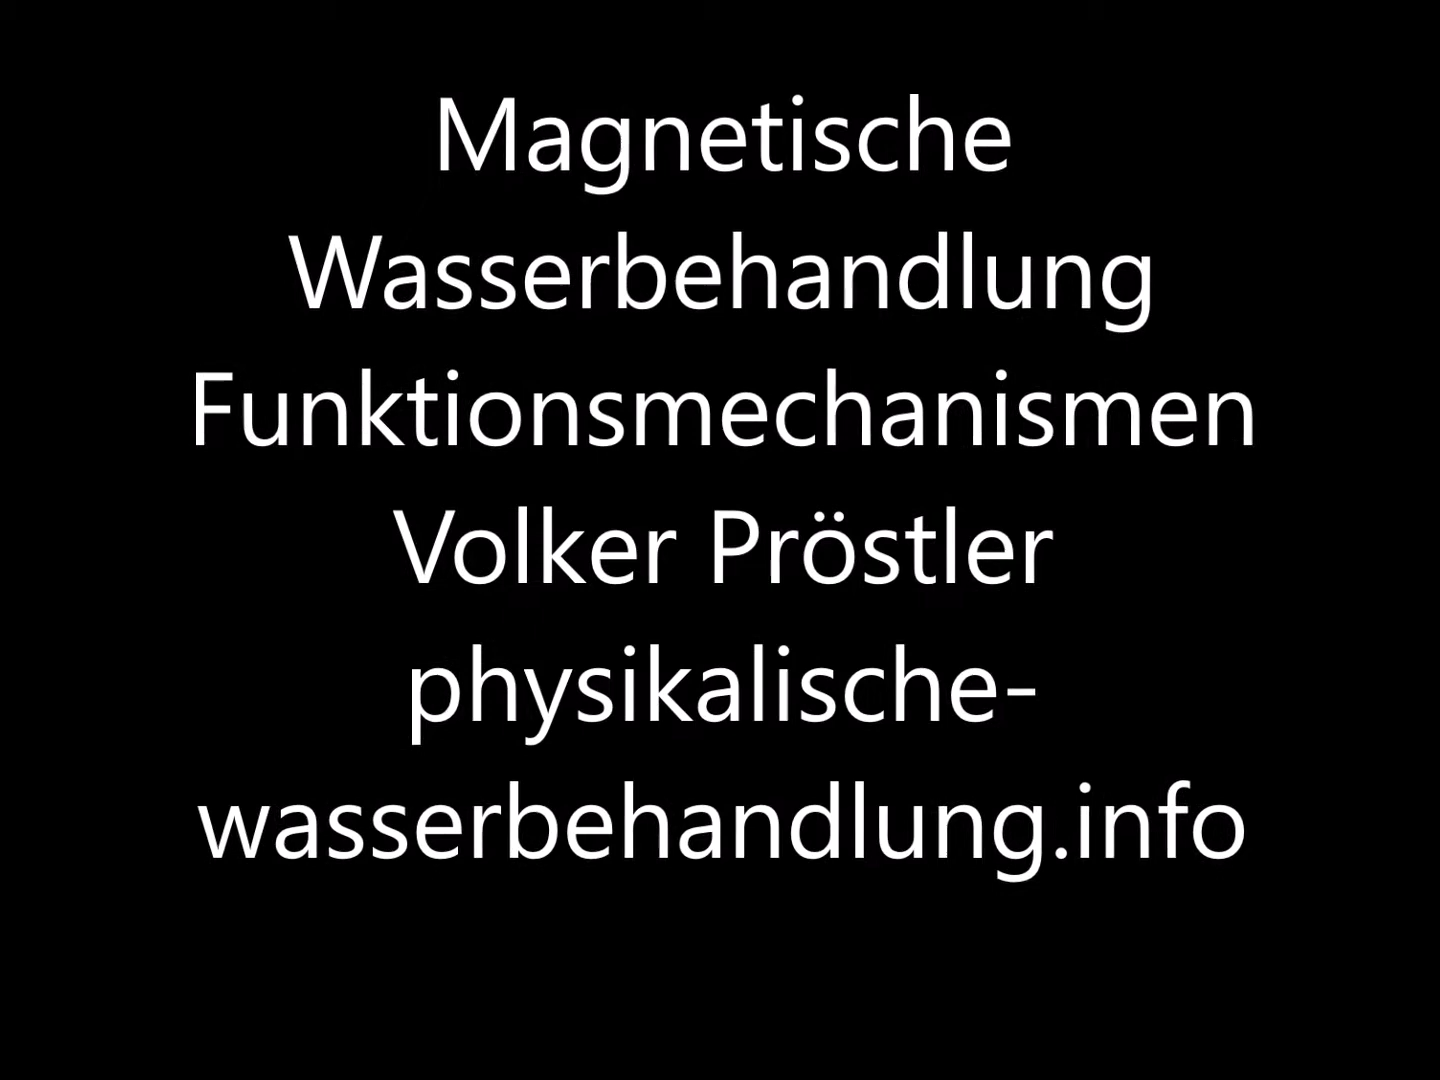 Magnetische
Wasserbehandlung
Funktionsmechanismen
Volker Pröstler
physikalische-
wasserbehandlung.info